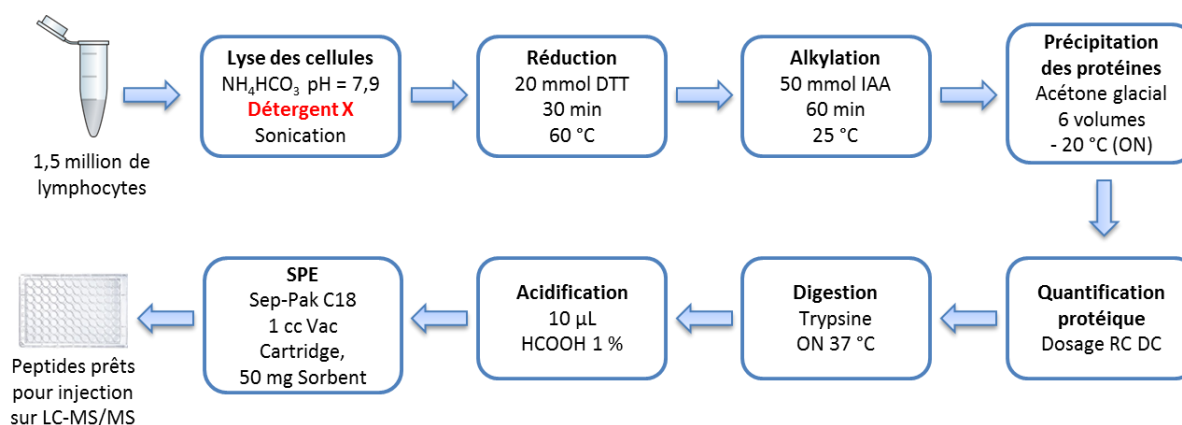 1,5 million de
lymphocytes
Lyse des cellules
NH₄HCO₃ pH = 7,9
Détergent X
Sonication
Réduction
20 mmol DTT
30 min
60 °C
Alkylation
50 mmol IAA
60 min
25 °C
Précipitation
des protéines
Acétone glacial
6 volumes
- 20 °C (ON)
Quantification
protéique
Dosage RC DC
Digestion
Trypsine
ON 37 °C
Acidification
10 µL
HCOOH 1 %
SPE
Sep-Pak C18
1 cc Vac
Cartridge,
50 mg Sorbent
Peptides prêts
pour injection
sur LC-MS/MS